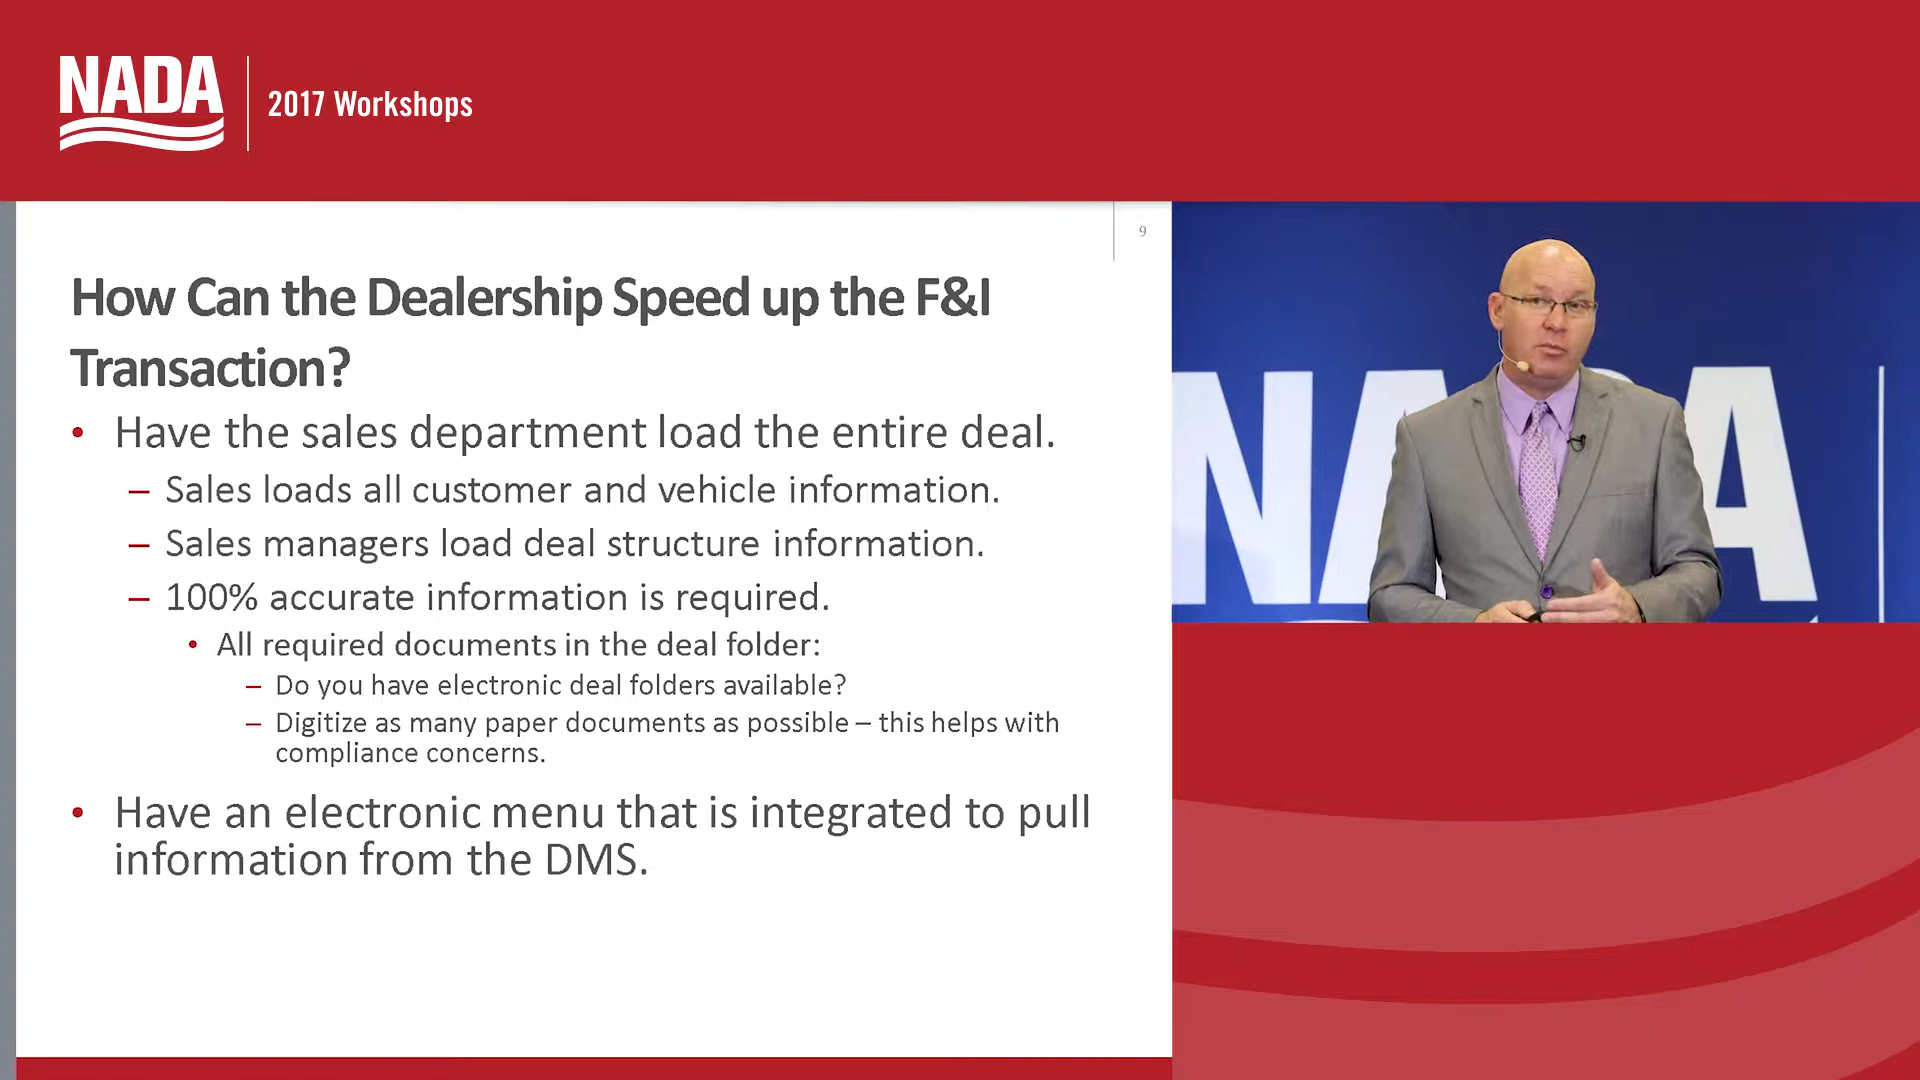 NADA
2017 Workshops
9
How Can the Dealership Speed up the F&I
Transaction?
• Have the sales department load the entire deal.
– Sales loads all customer and vehicle information.
– Sales managers load deal structure information.
– 100% accurate information is required.
• All required documents in the deal folder:
– Do you have electronic deal folders available?
– Digitize as many paper documents as possible – this helps with
compliance concerns.
• Have an electronic menu that is integrated to pull
information from the DMS.
NADA